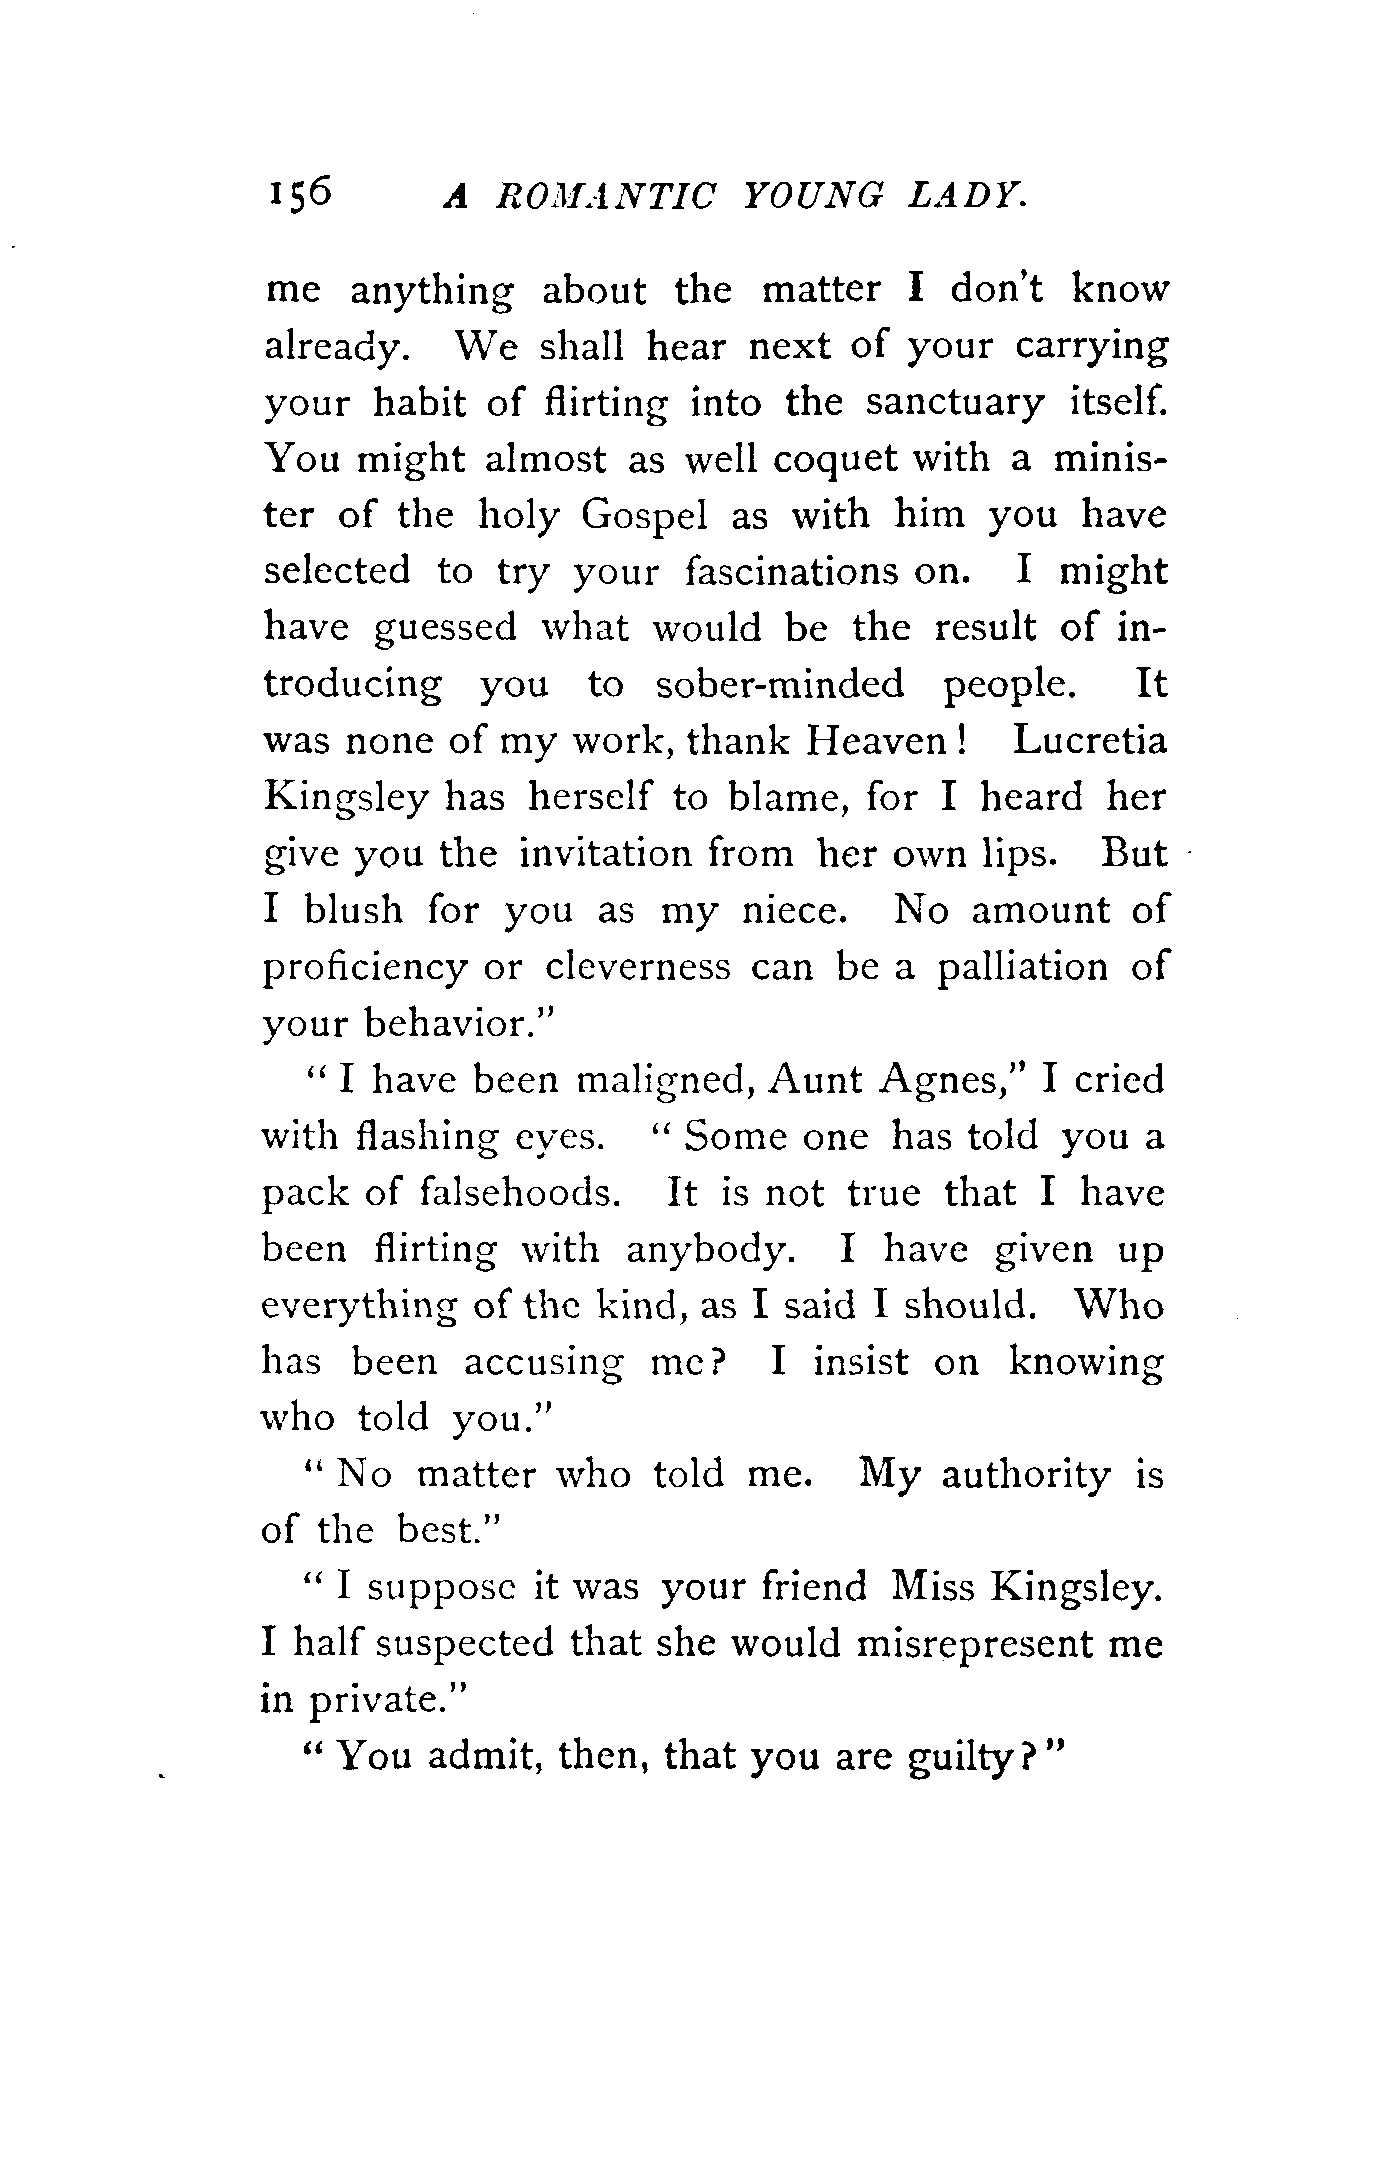 156 A ROMANTIC YOUNG LADY.
me anything about the matter I don't know
already. We shall hear next of your carrying
your habit of flirting into the sanctuary itself.
You might almost as well coquet with a minis-
ter of the holy Gospel as with him you have
selected to try your fascinations on. I might
have guessed what would be the result of in-
troducing you to sober-minded people. It
was none of my work, thank Heaven! Lucretia
Kingsley has herself to blame, for I heard her
give you the invitation from her own lips. But
I blush for you as my niece. No amount of
proficiency or cleverness can be a palliation of
your behavior."
"I have been maligned, Aunt Agnes," I cried
with flashing eyes. "Some one has told you a
pack of falsehoods. It is not true that I have
been flirting with anybody. I have given up
everything of the kind, as I said I should. Who
has been accusing me? I insist on knowing
who told you."
"No matter who told me. My authority is
of the best."
"I suppose it was your friend Miss Kingsley.
I half suspected that she would misrepresent me
in private."
"You admit, then, that you are guilty?"